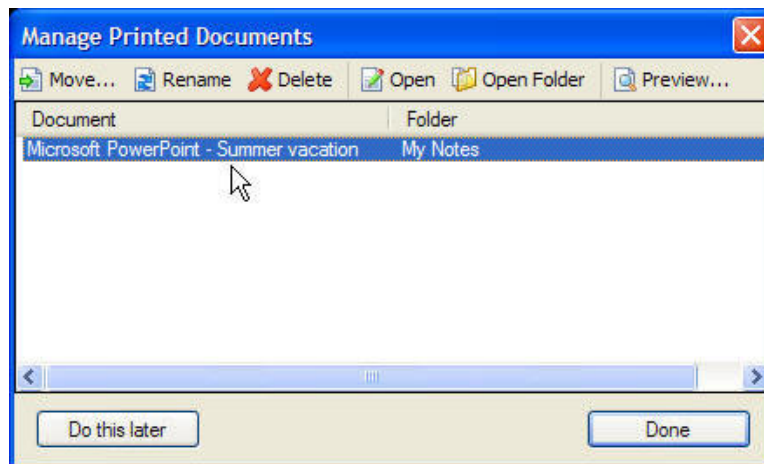 Manage Printed Documents
Move... Rename Delete Open Open Folder Preview...
Document Folder
Microsoft PowerPoint - Summer vacation My Notes
Do this later Done